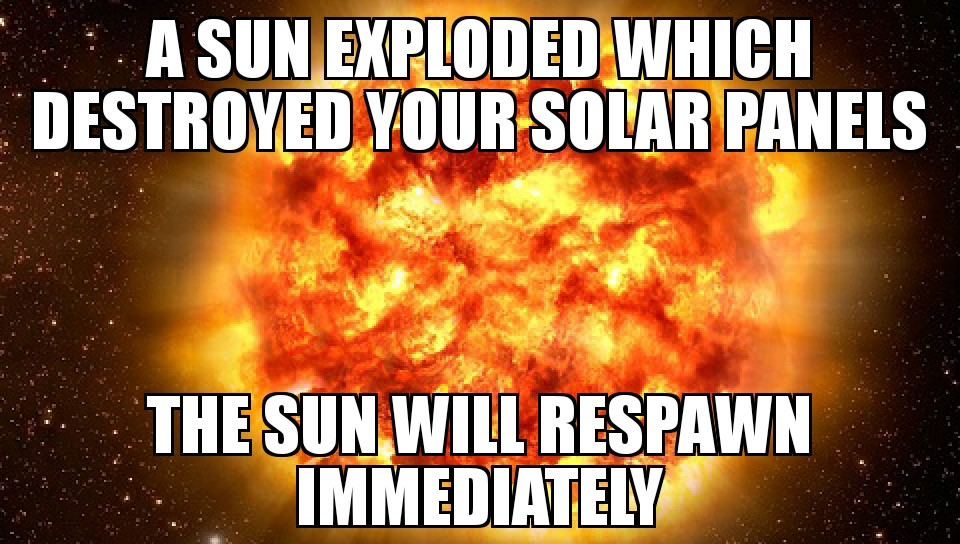 A SUN EXPLODED WHICH
DESTROYED YOUR SOLAR PANELS
THE SUN WILL RESPAWN
IMMEDIATELY